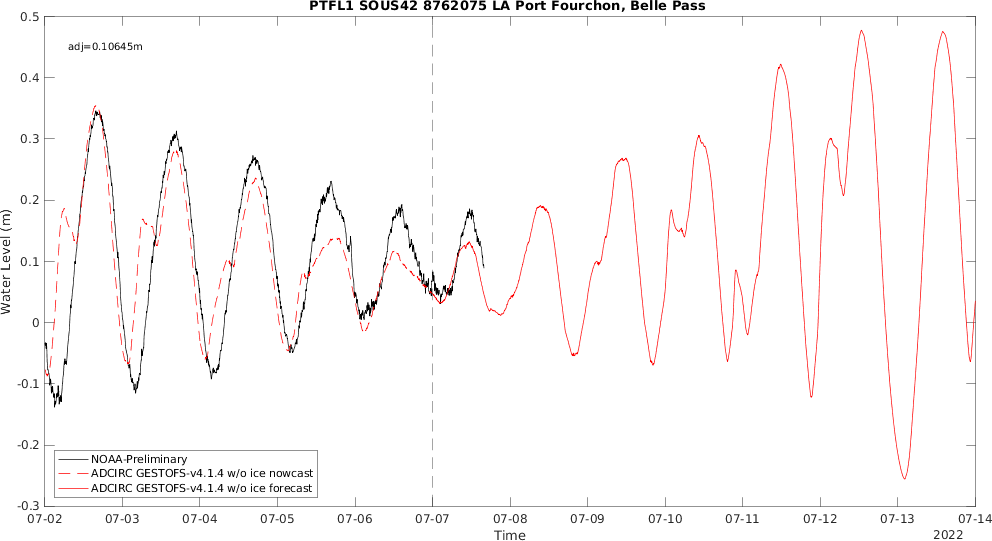 PTFL1 SOUS42 8762075 LA Port Fourchon, Belle Pass
adj=0.10645m
0.5
0.4
0.3
0.2
0.1
0
-0.1
-0.2
-0.3
Water Level (m)
NOAA-Preliminary
ADCIRC GESTOFS-v4.1.4 w/o ice nowcast
ADCIRC GESTOFS-v4.1.4 w/o ice forecast
07-02 07-03 07-04 07-05 07-06 07-07 07-08 07-09 07-10 07-11 07-12 07-13 07-14
Time
2022